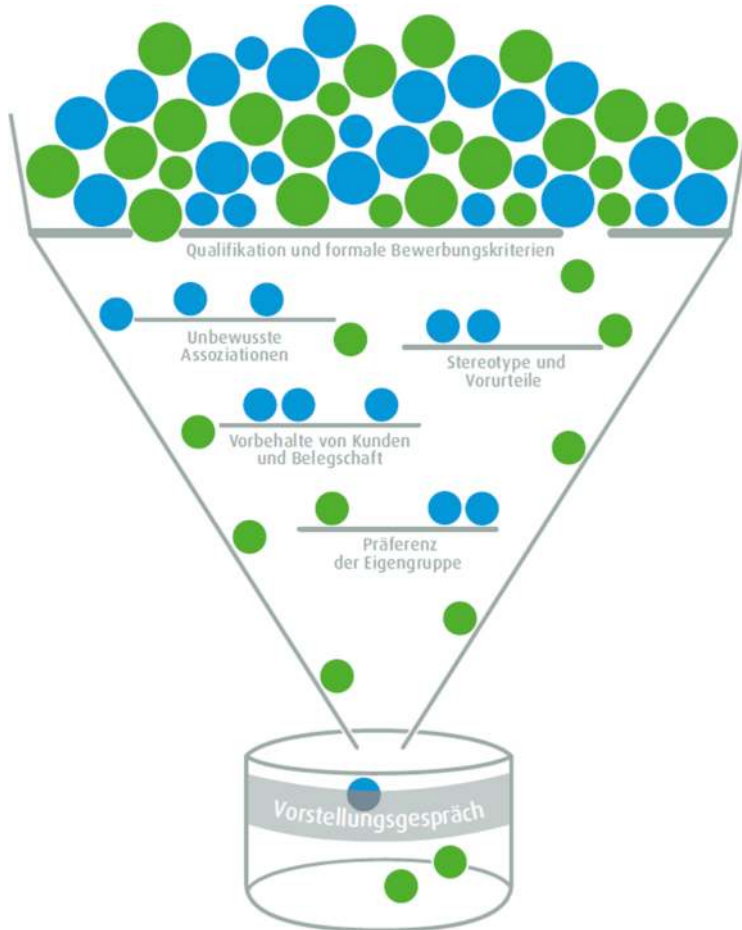 Qualifikation und formale Bewerbungskriterien
Unbewusste
Assoziationen
Stereotype und
Vorurteile
Vorbehalte von Kunden
und Belegschaft
Präferenz
der Eigengruppe
Vorstellungsgespräch